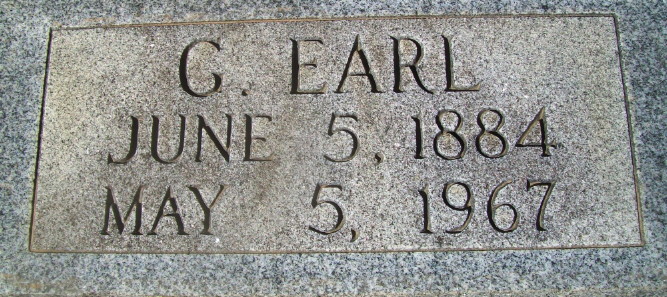 G. EARL
JUNE 5, 1884
MAY 5, 1967